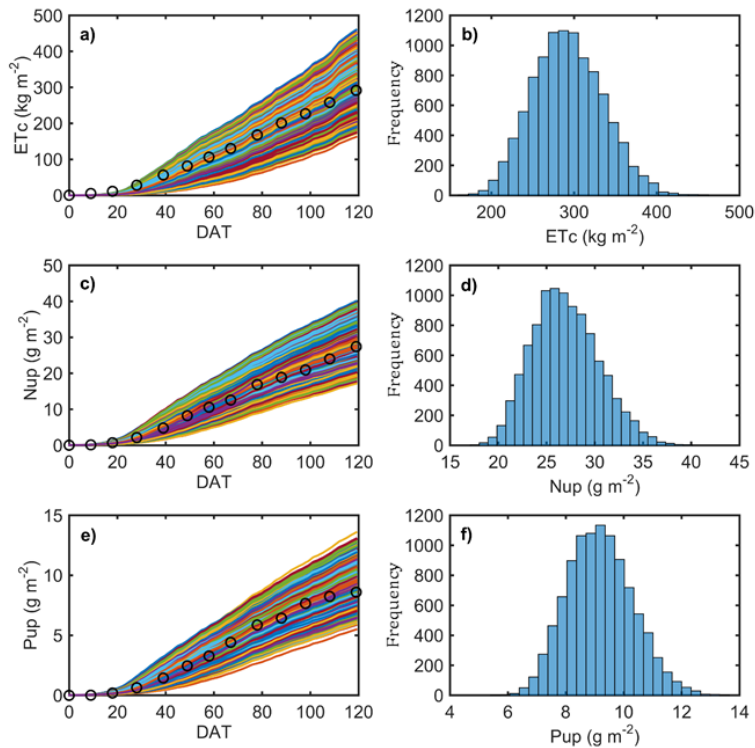 a)
ETc (kg m-2)
500
400
300
200
100
0
0 20 40 60 80 100 120
DAT
b)
Frequency
1200
1000
800
600
400
200
0
200 300 400 500
ETc (kg m-2)
c)
Nup (g m-2)
50
40
30
20
10
0
0 20 40 60 80 100 120
DAT
d)
Frequency
1200
1000
800
600
400
200
0
15 20 25 30 35 40 45
Nup (g m-2)
e)
Pup (g m-2)
15
10
5
0
0 20 40 60 80 100 120
DAT
f)
Frequency
1200
1000
800
600
400
200
0
4 6 8 10 12 14
Pup (g m-2)